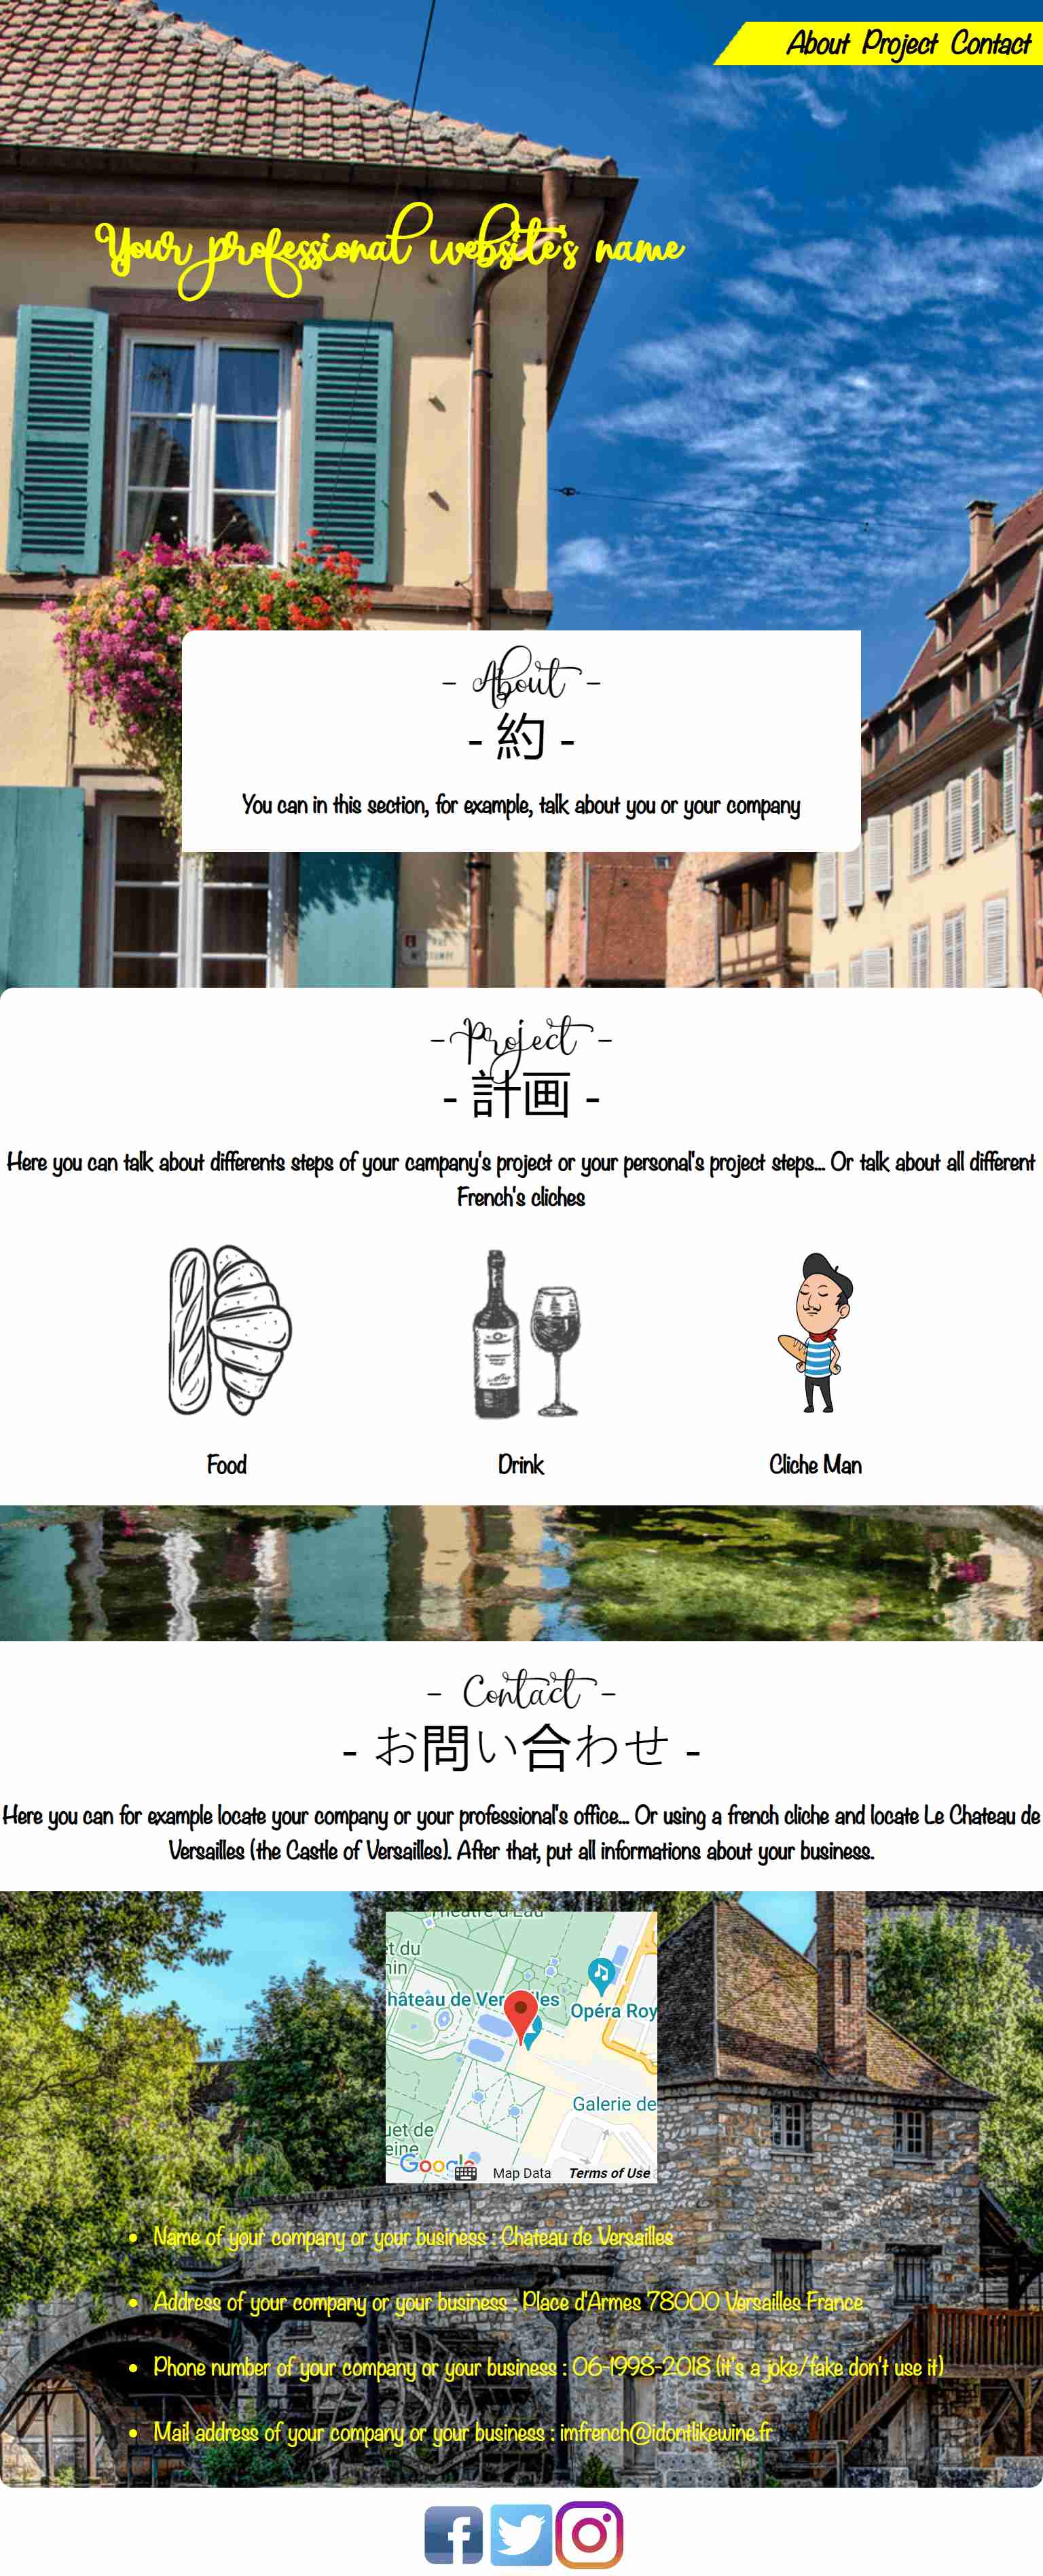 About Project Contact
Your professional website's name
- About -
- 約 -
You can in this section, for example, talk about you or your company
- Project -
- 計画 -
Here you can talk about differents steps of your campany's project or your personal's project steps... Or talk about all different
French's cliches
Food
Drink
Cliche Man
- Contact -
- お問い合わせ -
Here you can for example locate your company or your professional's office... Or using a french cliche and locate Le Chateau de
Versailles (the Castle of Versailles). After that, put all informations about your business.
Théâtre d'Eau
et du
hâteau de Ver
les
Opéra Roy
Galerie de
uet de
eine
Google
Map Data
Terms of Use
• Name of your company or your business : Chateau de Versailles
• Address of your company or your business : Place d'Armes 78000 Versailles France
• Phone number of your company or your business : 06-1998-2018 (it's a joke/fake don't use it)
• Mail address of your company or your business : imfrench@idontlikewine.fr